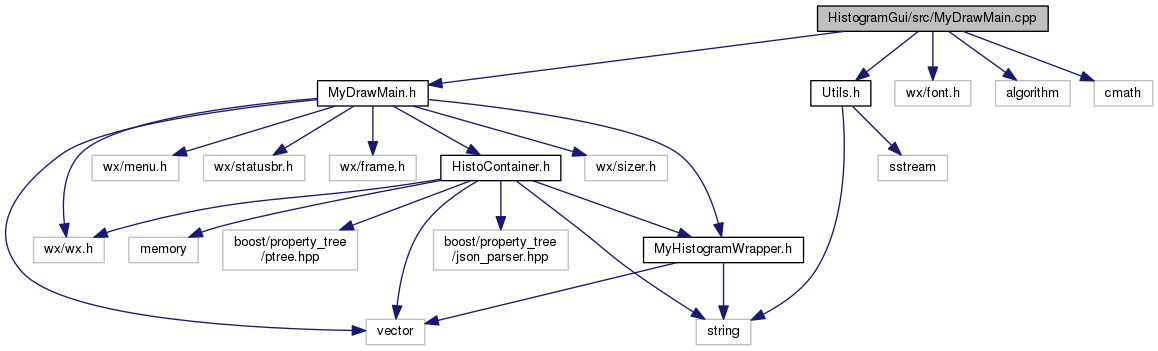 HistogramGui/src/MyDrawMain.cpp
MyDrawMain.h
Utils.h
wx/font.h
algorithm
cmath
wx/menu.h
wx/statusbr.h
wx/frame.h
HistoContainer.h
wx/sizer.h
sstream
wx/wx.h
memory
boost/property_tree
/ptree.hpp
boost/property_tree
/json_parser.hpp
MyHistogramWrapper.h
vector
string